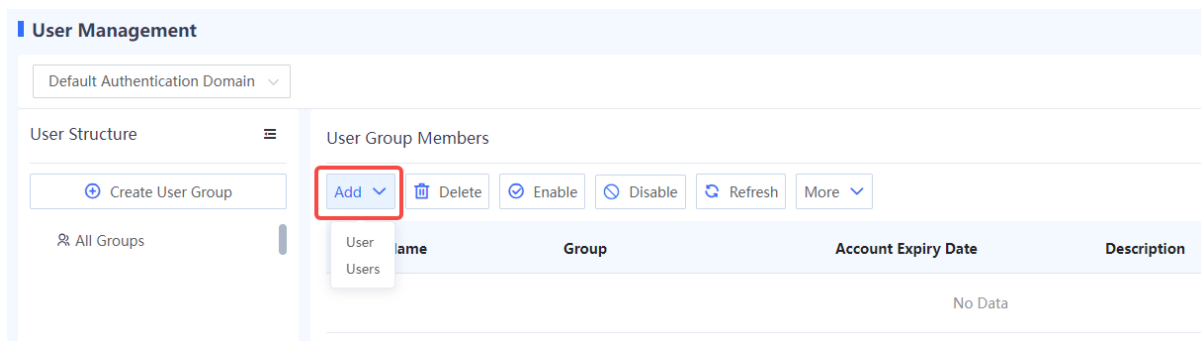 User Management
Default Authentication Domain
User Structure
User Group Members
Create User Group
Add Delete Enable Disable Refresh More
All Groups
User
Users
ame Group Account Expiry Date Description
No Data